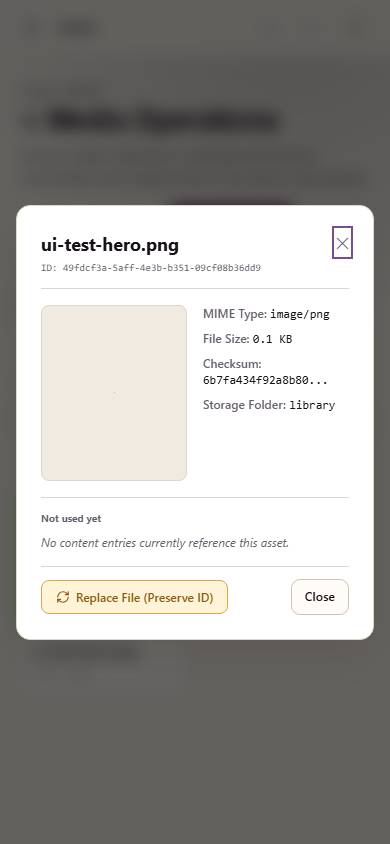 Media Operations
ui-test-hero.png
ID: 49fdcf3a-5aff-4e3b-b351-09cf08b36dd9
MIME Type: image/png
File Size: 0.1 KB
Checksum:
6b7fa434f92a8b80...
Storage Folder: library
Not used yet
No content entries currently reference this asset.
Replace File (Preserve ID)
Close